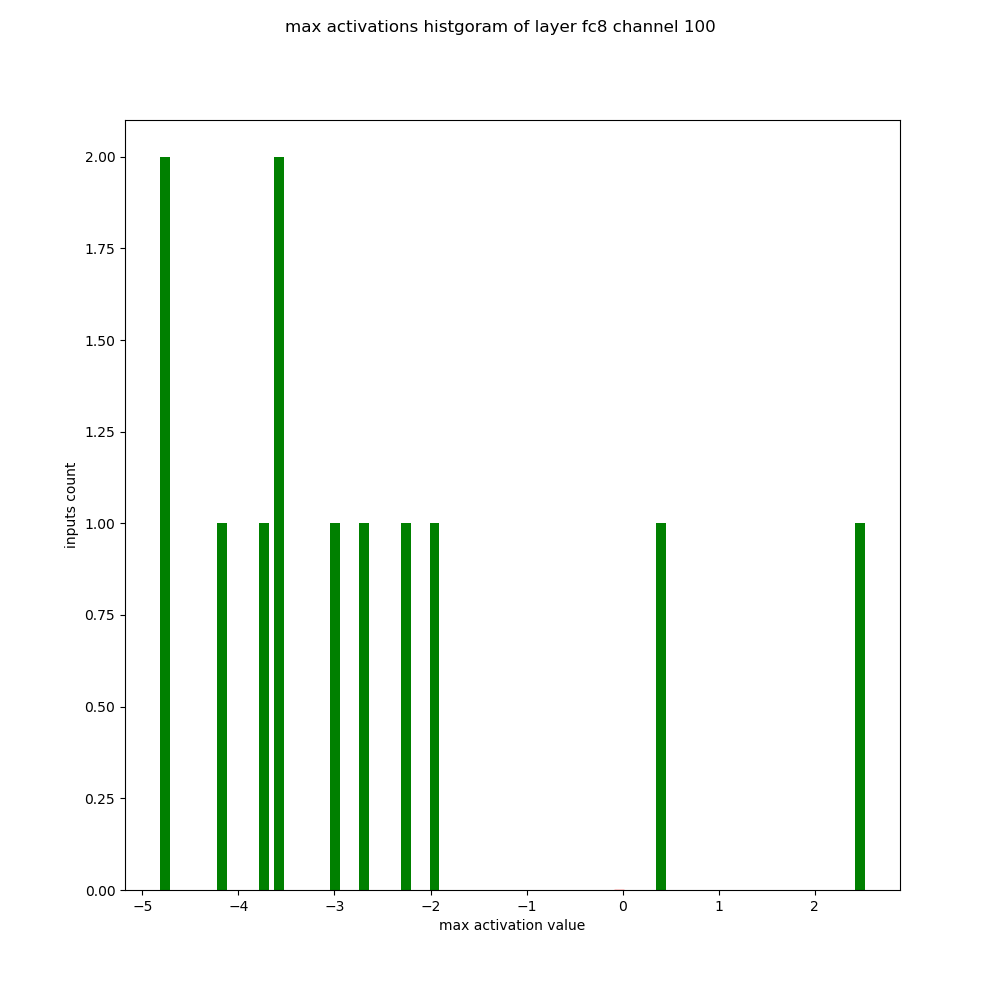 max activations histgoram of layer fc8 channel 100
2.00
1.75
1.50
1.25
1.00
0.75
0.50
0.25
0.00
inputs count
−5 −4 −3 −2 −1 0 1 2
max activation value